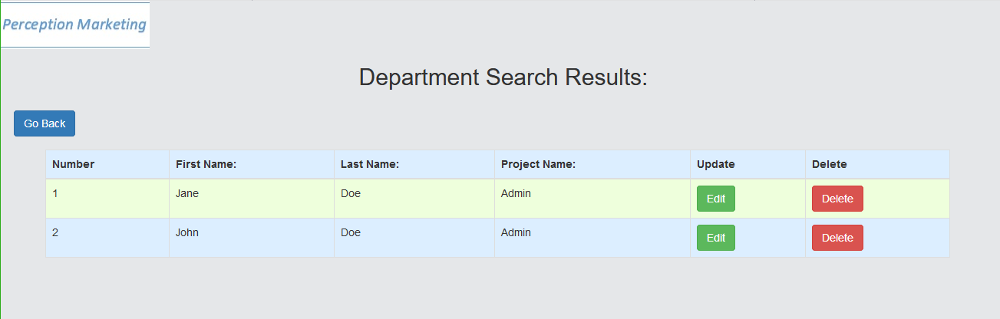 Perception Marketing
Department Search Results:
Go Back
Number First Name: Last Name: Project Name: Update Delete
1 Jane Doe Admin Edit Delete
2 John Doe Admin Edit Delete